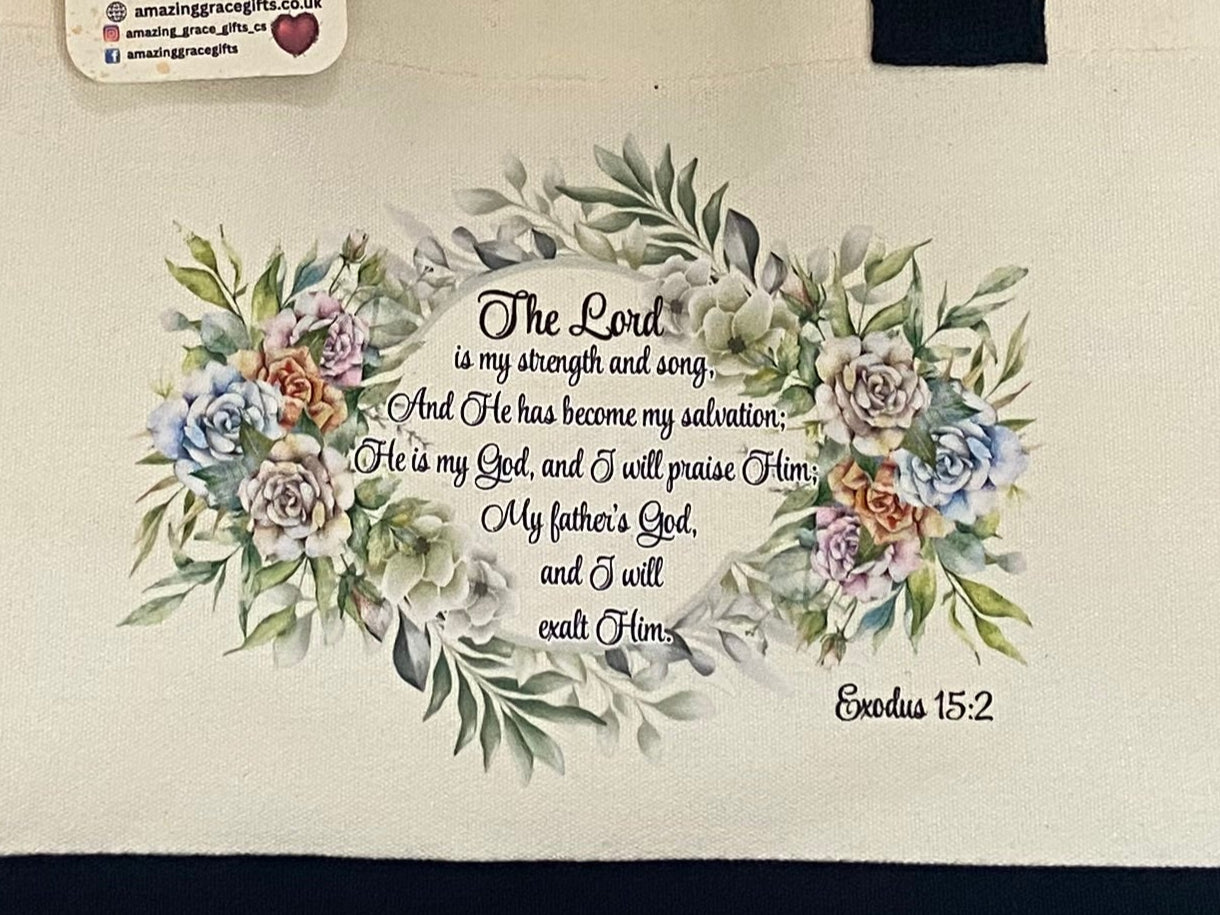 amazinggracegifts.co.uk
amazing_grace_gifts_cs
amazinggracegifts
The Lord
is my strength and song,
And He has become my salvation;
He is my God, and I will praise Him;
My father's God,
and I will
exalt Him.
Exodus 15:2